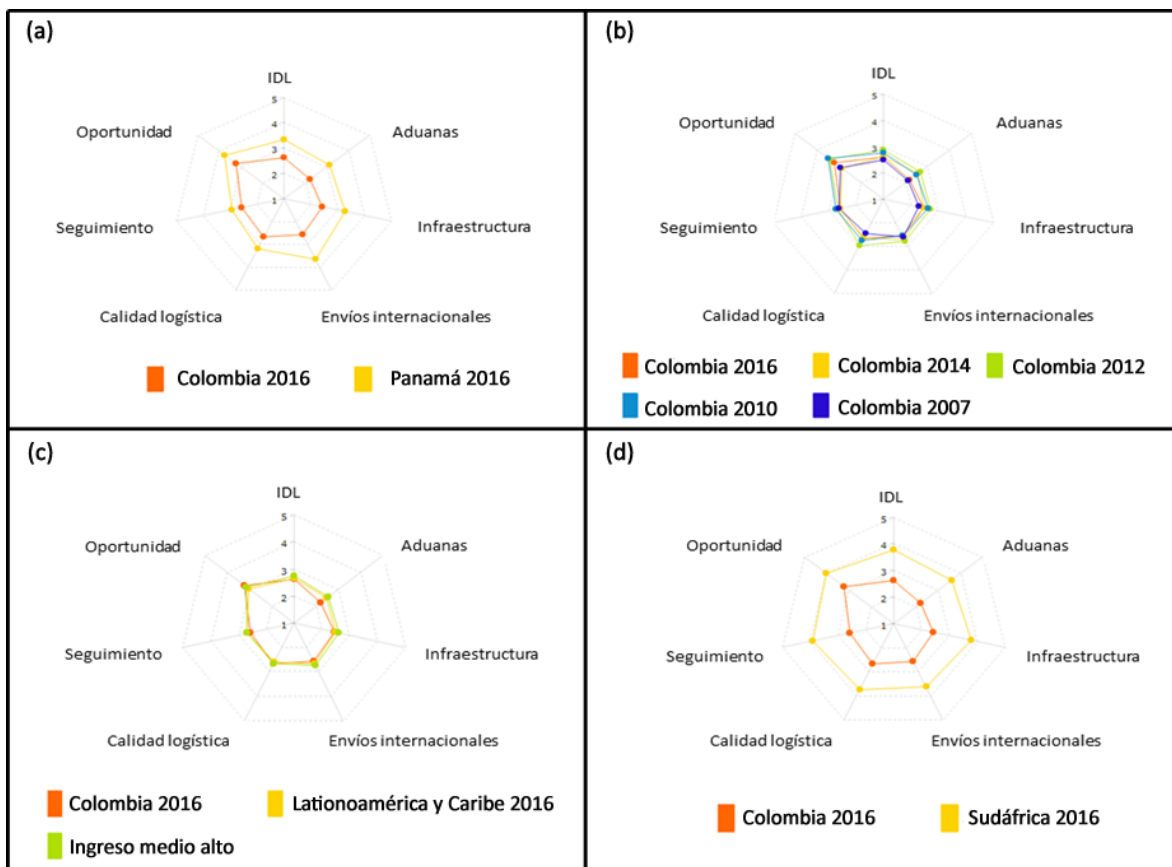 (a)
IDL
5
4
3
2
1
Oportunidad
Aduanas
Seguimiento
Infraestructura
Calidad logística
Envíos internacionales
Colombia 2016
Panamá 2016
(b)
IDL
5
4
3
2
1
Oportunidad
Aduanas
Seguimiento
Infraestructura
Calidad logística
Envíos internacionales
Colombia 2016
Colombia 2014
Colombia 2012
Colombia 2010
Colombia 2007
(c)
IDL
5
4
3
2
1
Oportunidad
Aduanas
Seguimiento
Infraestructura
Calidad logística
Envíos internacionales
Colombia 2016
Lationoamérica y Caribe 2016
Ingreso medio alto
(d)
IDL
5
4
3
2
1
Oportunidad
Aduanas
Seguimiento
Infraestructura
Calidad logística
Envíos internacionales
Colombia 2016
Sudáfrica 2016